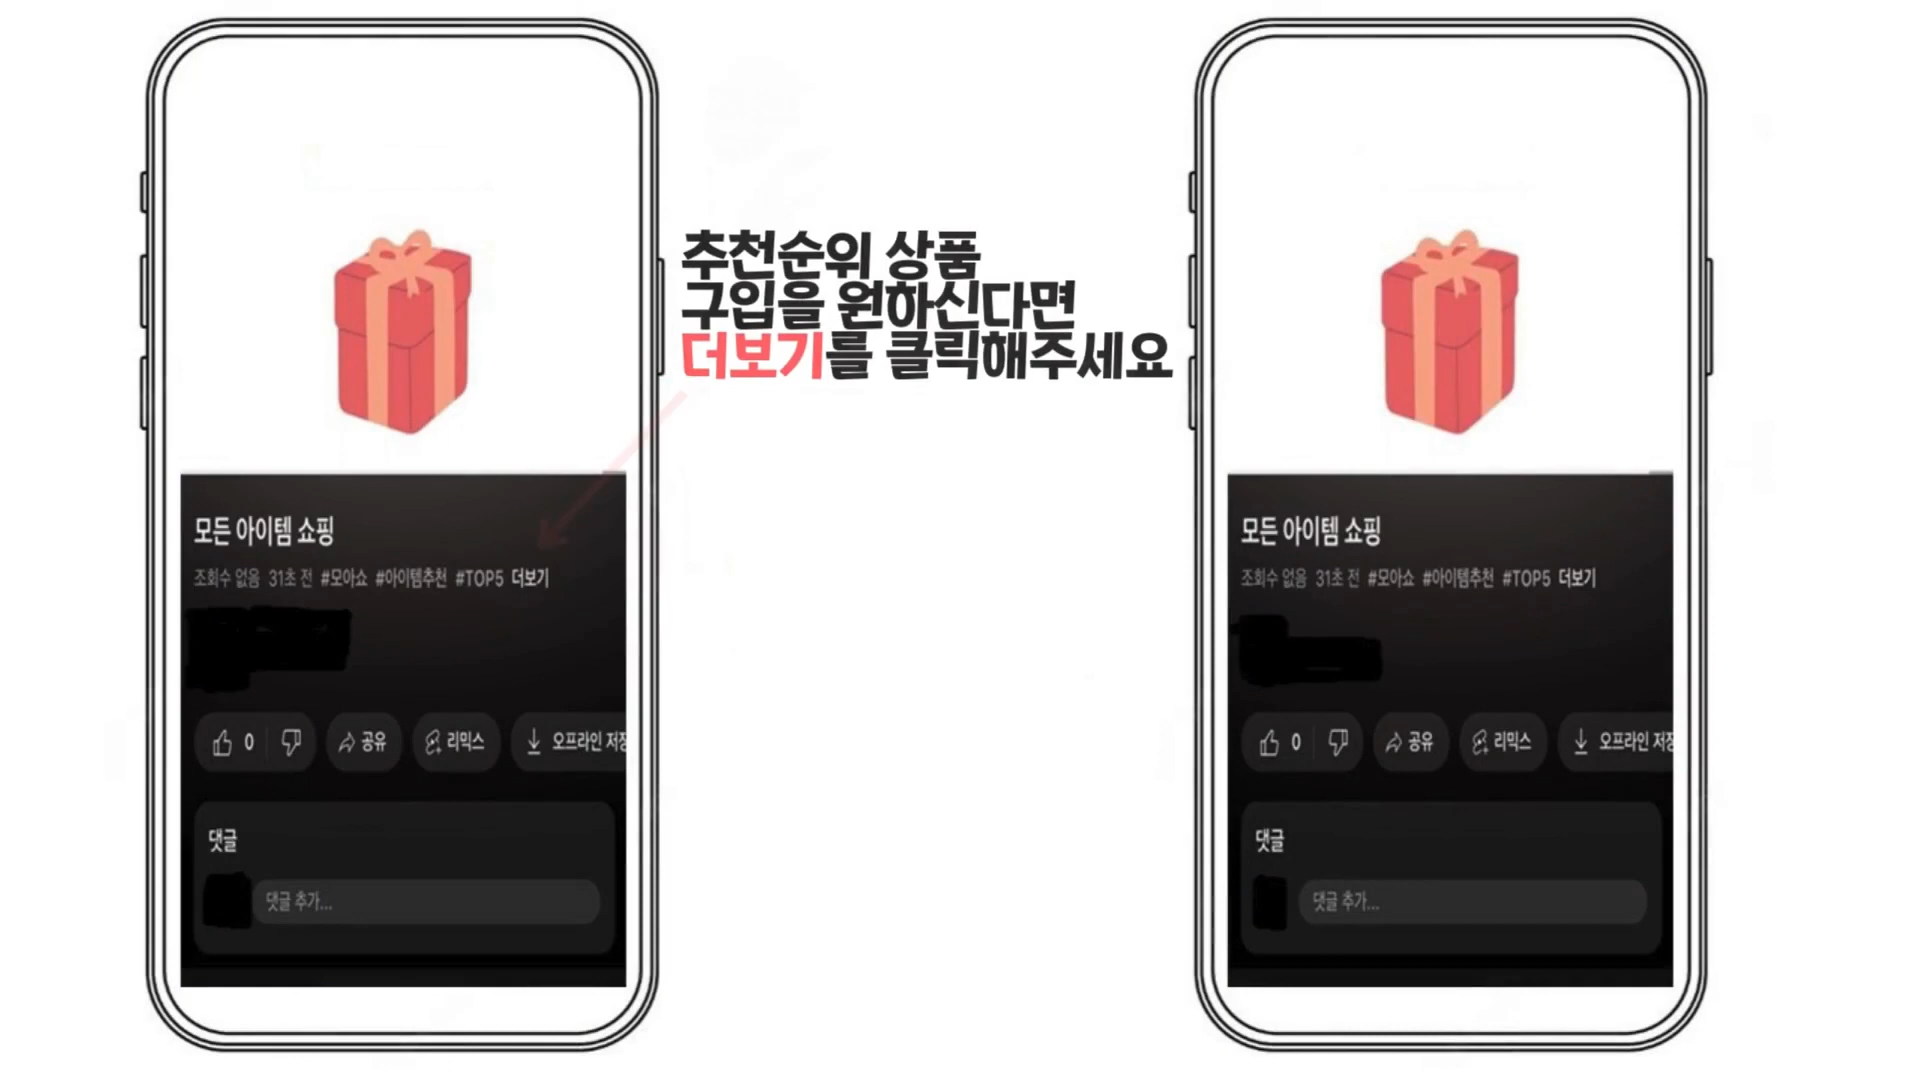 추천순위 상품
구입을 원하신다면
더보기를 클릭해주세요
모든 아이템 쇼핑
조회수 없음 31초 전 #모아쇼 #아이템추천 #TOP5 더보기
0 공유 리믹스 오프라인 저장
댓글
댓글 추가...
모든 아이템 쇼핑
조회수 없음 31초 전 #모아쇼 #아이템추천 #TOP5 더보기
0 공유 리믹스 오프라인 저장
댓글
댓글 추가...